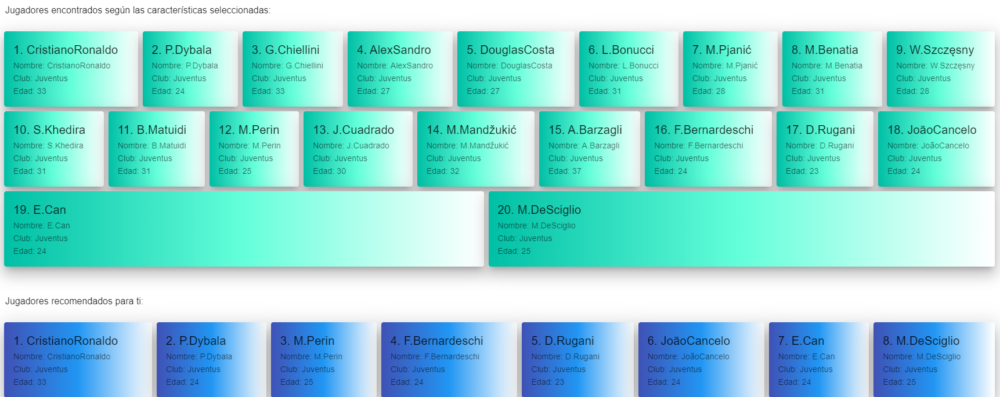 Jugadores encontrados según las características seleccionadas:
1. CristianoRonaldo
Nombre: CristianoRonaldo
Club: Juventus
Edad: 33
2. P.Dybala
Nombre: P.Dybala
Club: Juventus
Edad: 24
3. G.Chiellini
Nombre: G.Chiellini
Club: Juventus
Edad: 33
4. AlexSandro
Nombre: AlexSandro
Club: Juventus
Edad: 27
5. DouglasCosta
Nombre: DouglasCosta
Club: Juventus
Edad: 27
6. L.Bonucci
Nombre: L.Bonucci
Club: Juventus
Edad: 31
7. M.Pjanić
Nombre: M.Pjanić
Club: Juventus
Edad: 28
8. M.Benatia
Nombre: M.Benatia
Club: Juventus
Edad: 31
9. W.Szczęsny
Nombre: W.Szczęsny
Club: Juventus
Edad: 28
10. S.Khedira
Nombre: S.Khedira
Club: Juventus
Edad: 31
11. B.Matuidi
Nombre: B.Matuidi
Club: Juventus
Edad: 31
12. M.Perin
Nombre: M.Perin
Club: Juventus
Edad: 25
13. J.Cuadrado
Nombre: J.Cuadrado
Club: Juventus
Edad: 30
14. M.Mandžukić
Nombre: M.Mandžukić
Club: Juventus
Edad: 32
15. A.Barzagli
Nombre: A.Barzagli
Club: Juventus
Edad: 37
16. F.Bernardeschi
Nombre: F.Bernardeschi
Club: Juventus
Edad: 24
17. D.Rugani
Nombre: D.Rugani
Club: Juventus
Edad: 23
18. JoãoCancelo
Nombre: JoãoCancelo
Club: Juventus
Edad: 24
19. E.Can
Nombre: E.Can
Club: Juventus
Edad: 24
20. M.DeSciglio
Nombre: M.DeSciglio
Club: Juventus
Edad: 25
Jugadores recomendados para ti:
1. CristianoRonaldo
Nombre: CristianoRonaldo
Club: Juventus
Edad: 33
2. P.Dybala
Nombre: P.Dybala
Club: Juventus
Edad: 24
3. M.Perin
Nombre: M.Perin
Club: Juventus
Edad: 25
4. F.Bernardeschi
Nombre: F.Bernardeschi
Club: Juventus
Edad: 24
5. D.Rugani
Nombre: D.Rugani
Club: Juventus
Edad: 23
6. JoãoCancelo
Nombre: JoãoCancelo
Club: Juventus
Edad: 24
7. E.Can
Nombre: E.Can
Club: Juventus
Edad: 24
8. M.DeSciglio
Nombre: M.DeSciglio
Club: Juventus
Edad: 25